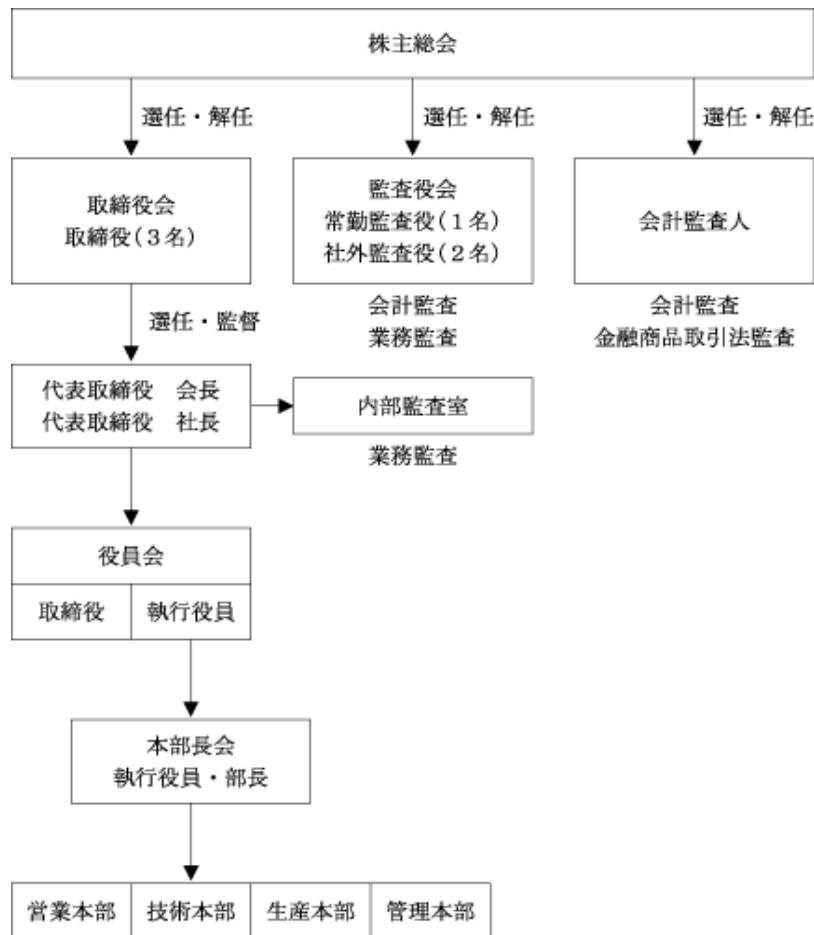 株主総会
選任・解任
選任・解任
選任・解任
取締役会
取締役(3名)
監査役会
常勤監査役(1名)
社外監査役(2名)
会計監査人
会計監査
業務監査
会計監査
金融商品取引法監査
選任・監督
代表取締役 会長
代表取締役 社長
内部監査室
業務監査
役員会
取締役
執行役員
本部長会
執行役員・部長
営業本部
技術本部
生産本部
管理本部